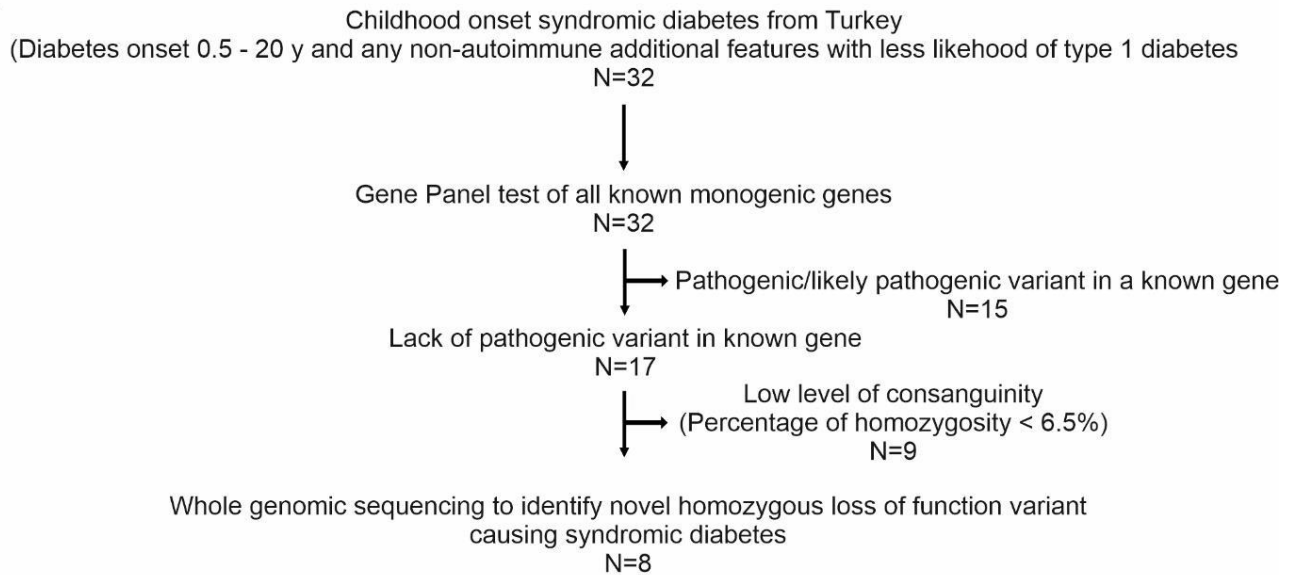 Childhood onset syndromic diabetes from Turkey
(Diabetes onset 0.5 - 20 y and any non-autoimmune additional features with less likehood of type 1 diabetes
N=32
Gene Panel test of all known monogenic genes
N=32
Pathogenic/likely pathogenic variant in a known gene
N=15
Lack of pathogenic variant in known gene
N=17
Low level of consanguinity
(Percentage of homozygosity < 6.5%)
N=9
Whole genomic sequencing to identify novel homozygous loss of function variant
causing syndromic diabetes
N=8